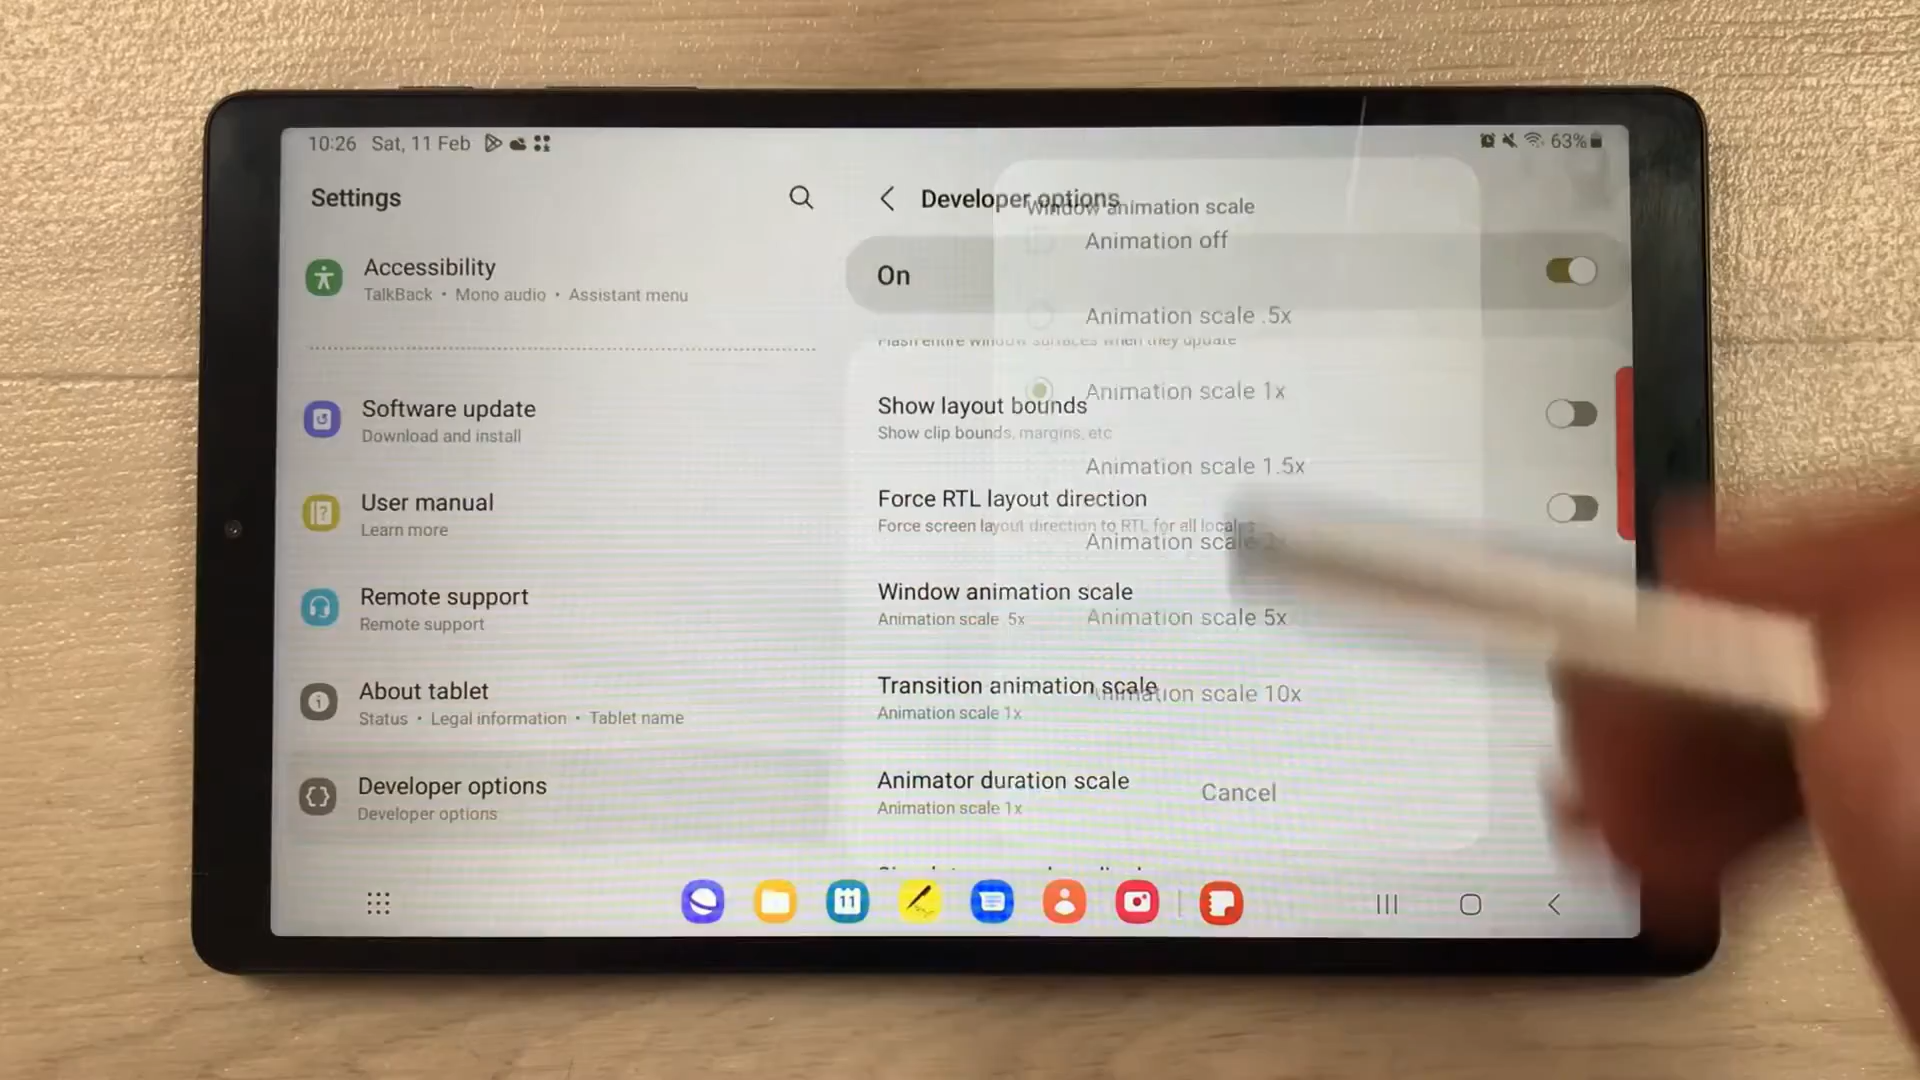 10:26 Sat, 11 Feb
63%
Settings
Accessibility
TalkBack • Mono audio • Assistant menu
Software update
Download and install
User manual
Learn more
Remote support
Remote support
About tablet
Status • Legal information • Tablet name
Developer options
Developer options
Developer options
On
Flash entire window surfaces when they update
Show layout bounds
Show clip bounds, margins, etc
Force RTL layout direction
Force screen layout direction to RTL for all
Window animation scale
Animation scale .5x
Transition animation scale
Animation scale 1x
Animator duration scale
Animation scale 1x
Window animation scale
Animation off
Animation scale .5x
Animation scale 1x
Animation scale 1.5x
Animation scale
Animation scale 5x
Animation scale 10x
Cancel
11